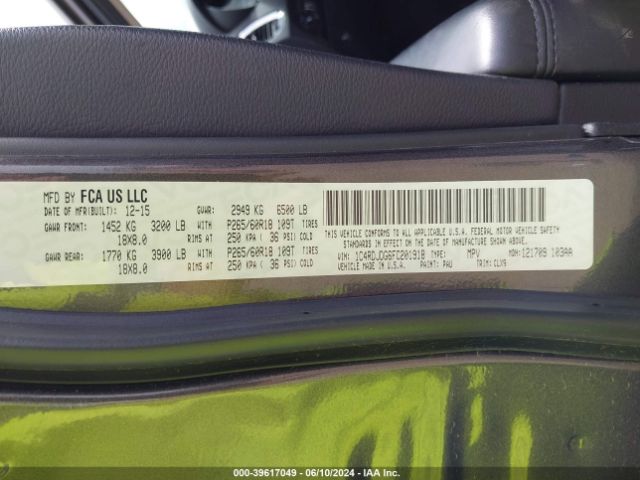 MFD BY FCA US LLC
DATE OF MFR(BUILT): 12-15 GVWR: 2949 KG 6500 LB
GAWR FRONT: 1452 KG 3200 LB WITH P265/60R18 109T TIRES
18X8.0 RIMS AT 250 KPA ( 36 PSI) COLD
GAWR REAR: 1770 KG 3900 LB WITH P265/60R18 109T TIRES
18X8.0 RIMS AT 250 KPA ( 36 PSI) COLD
THIS VEHICLE CONFORMS TO ALL APPLICABLE U.S.A. FEDERAL MOTOR VEHICLE SAFETY
STANDARDS IN EFFECT ON THE DATE OF MANUFACTURE SHOWN ABOVE.
VIN: 1C4RDJDG6FC201918 TYPE: MPV MDH: 121709 103AA
MADE IN U.S.A. PAINT: PAU TRIM: CLX9
000-39617049 - 06/10/2024 - IAA Inc.